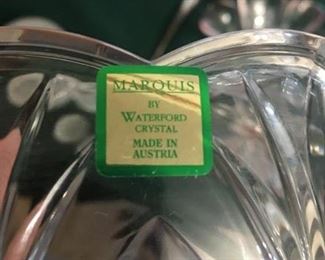 MARQUIS
BY
WATERFORD
CRYSTAL
MADE IN
AUSTRIA